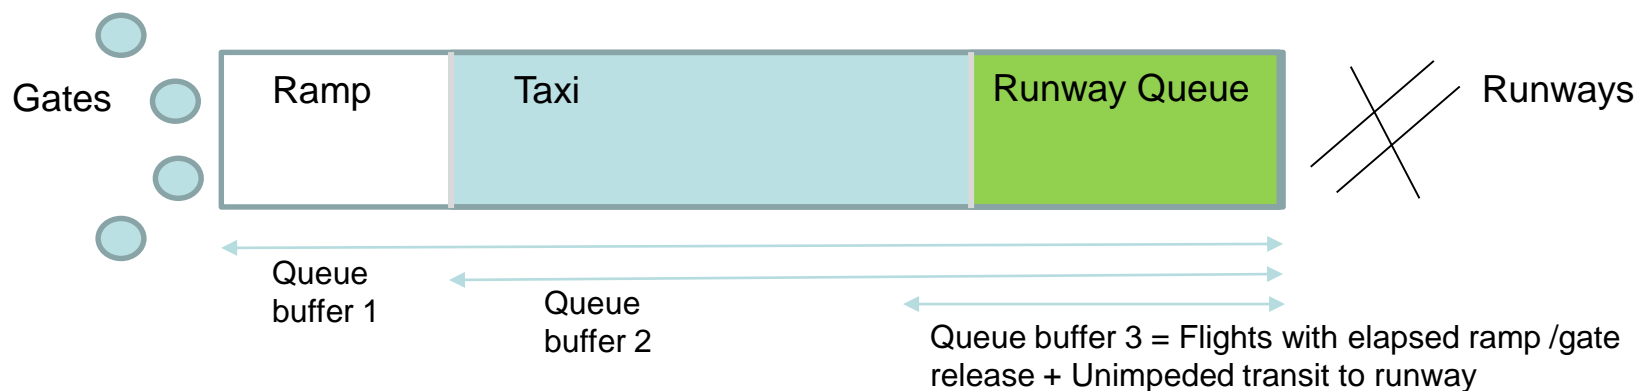 Gates
Ramp
Taxi
Runway Queue
Runways
Queue
buffer 1
Queue
buffer 2
Queue buffer 3 = Flights with elapsed ramp /gate
release + Unimpeded transit to runway